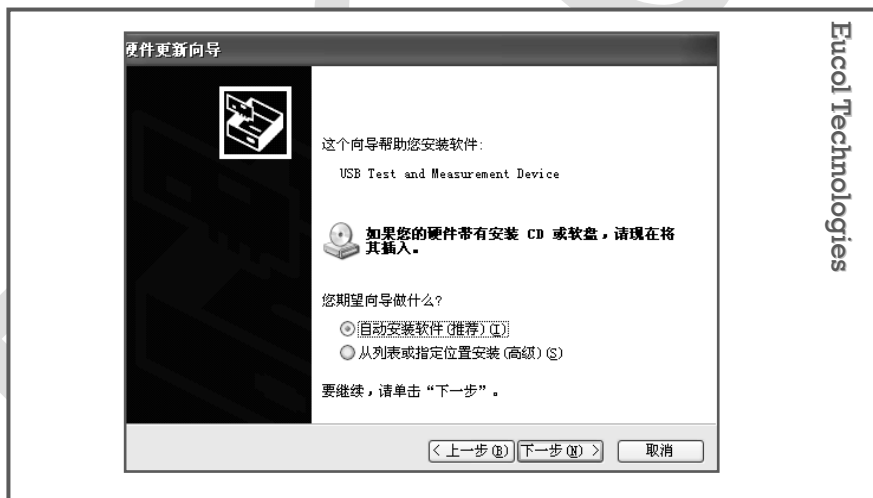 硬件更新向导
这个向导帮助您安装软件:
USB Test and Measurement Device
如果您的硬件带有安装 CD 或软盘，请现在将
其插入。
您期望向导做什么?
自动安装软件(推荐)(I)
从列表或指定位置安装(高级)(S)
要继续，请单击“下一步”。
< 上一步(B) 下一步(N) > 取消
Eucol Technologies